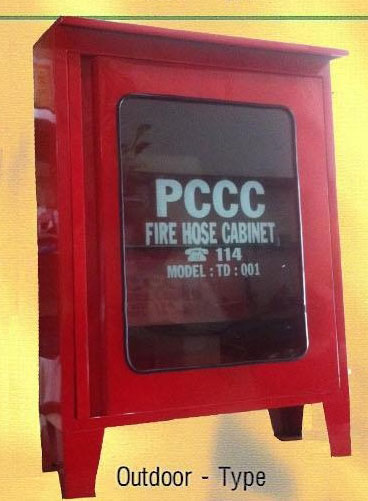 PCCC
FIRE HOSE CABINET
☎ 114
MODEL : TD : 001
Outdoor - Type